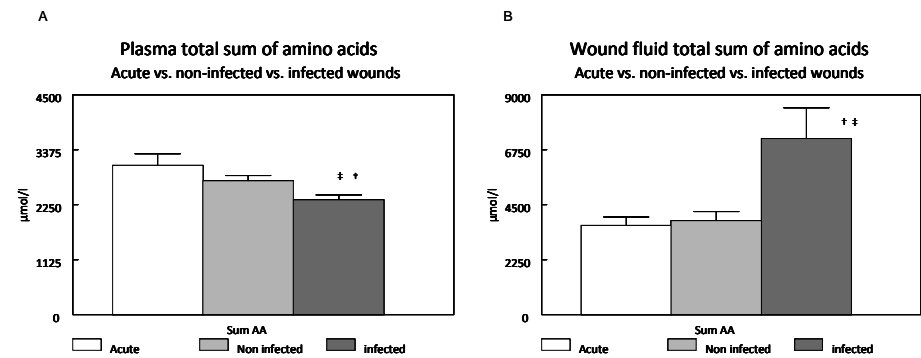 A
Plasma total sum of amino acids
Acute vs. non-infected vs. infected wounds
4500
3375
2250
1125
0
µmol/l
‡ †
Sum AA
Acute
Non infected
infected
B
Wound fluid total sum of amino acids
Acute vs. non-infected vs. infected wounds
9000
6750
4500
2250
0
µmol/l
† ‡
Sum AA
Acute
Non infected
infected